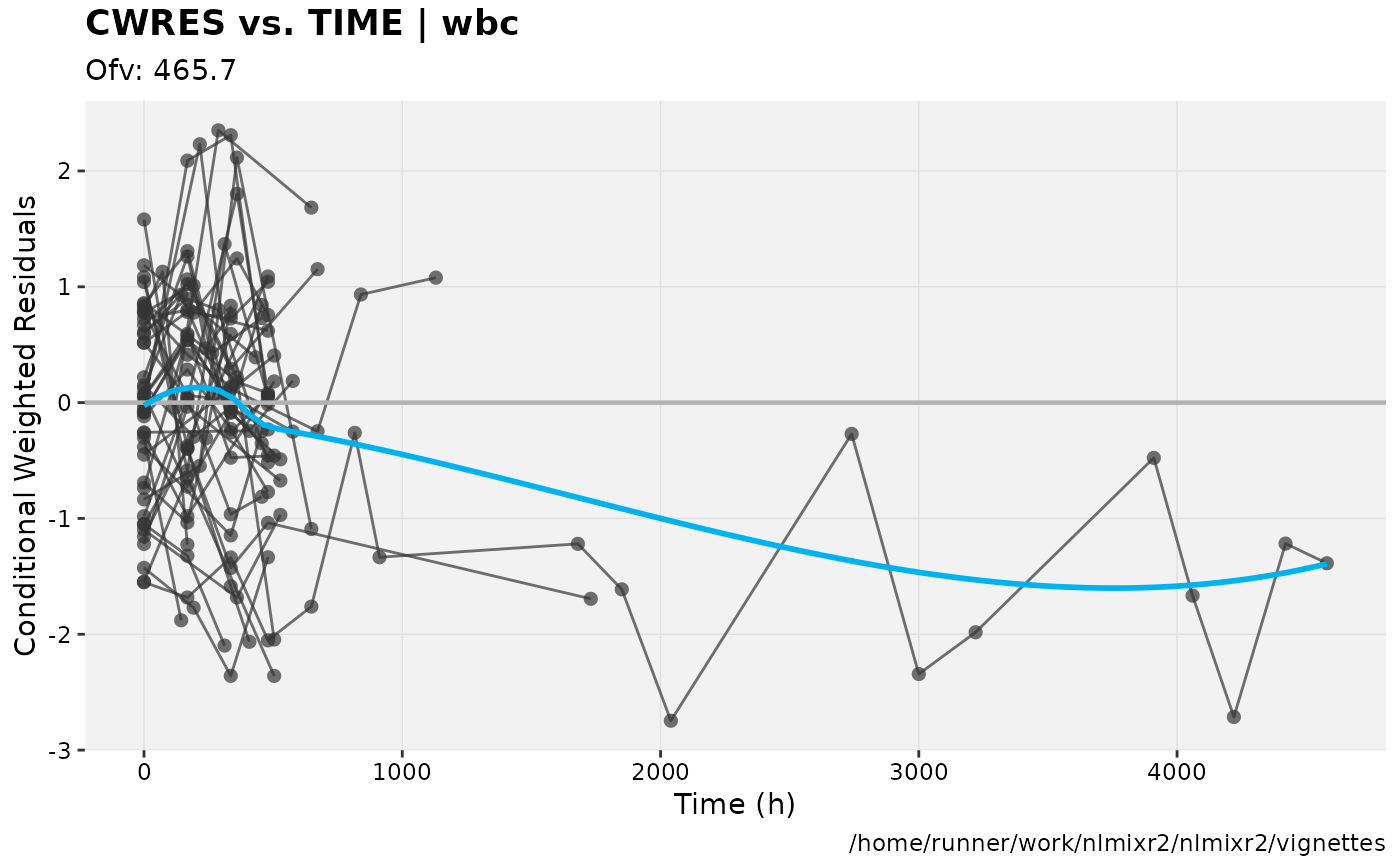 CWRES vs. TIME | wbc
Ofv: 465.7
Conditional Weighted Residuals
2
1
0
-1
-2
-3
0 1000 2000 3000 4000
Time (h)
/home/runner/work/nlmixr2/nlmixr2/vignettes